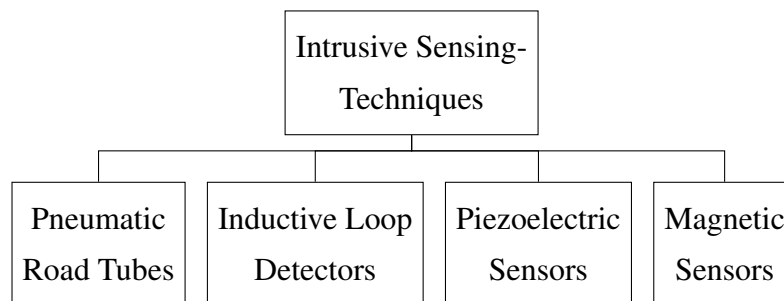 Intrusive Sensing-
Techniques
Pneumatic
Road Tubes
Inductive Loop
Detectors
Piezoelectric
Sensors
Magnetic
Sensors